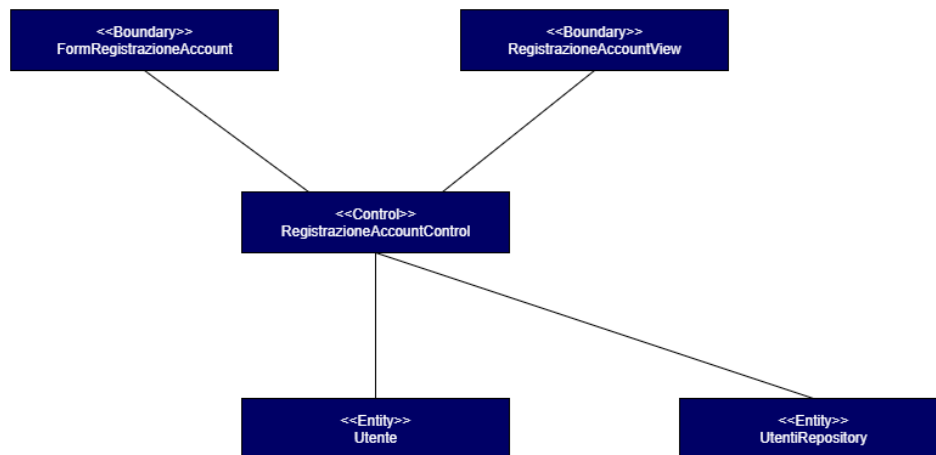 <<Boundary>>
FormRegistrazioneAccount
<<Boundary>>
RegistrazioneAccountView
<<Control>>
RegistrazioneAccountControl
<<Entity>>
Utente
<<Entity>>
UtentiRepository